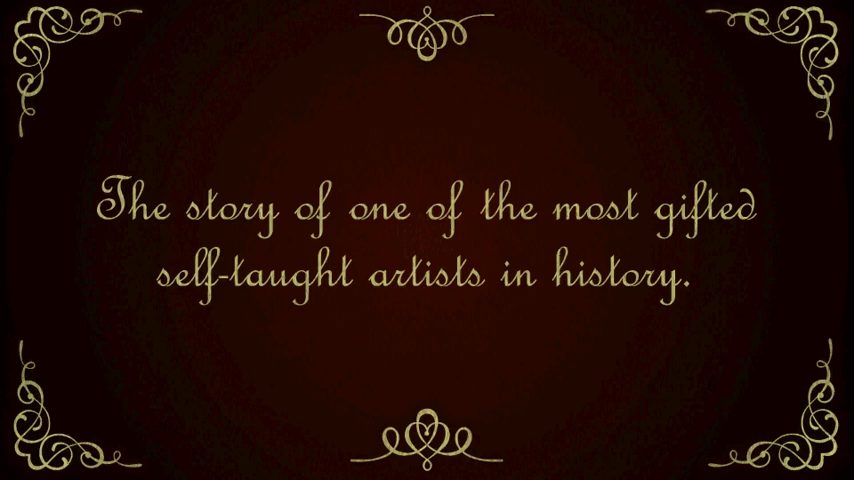 The story of one of the most gifted
self-taught artists in history.